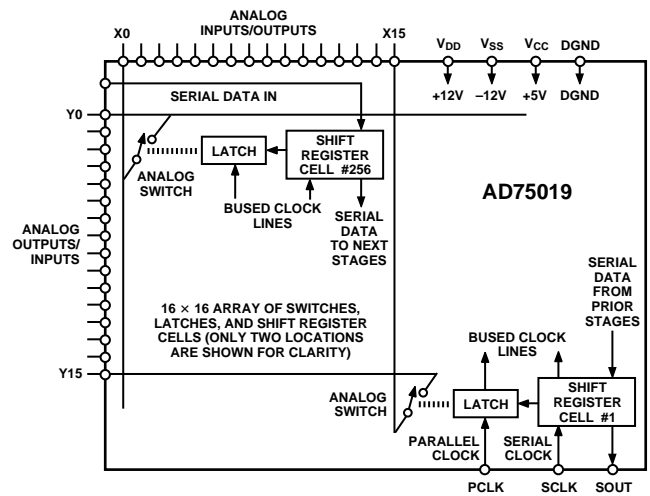 ANALOG
INPUTS/OUTPUTS
X0
X15
VDD
VSS
VCC
DGND
+12V
–12V
+5V
DGND
SERIAL DATA IN
Y0
LATCH
SHIFT
REGISTER
CELL #256
ANALOG
SWITCH
BUSED CLOCK
LINES
SERIAL
DATA
TO NEXT
STAGES
AD75019
ANALOG
OUTPUTS/
INPUTS
SERIAL
DATA
FROM
PRIOR
STAGES
16 × 16 ARRAY OF SWITCHES,
LATCHES, AND SHIFT REGISTER
CELLS (ONLY TWO LOCATIONS
ARE SHOWN FOR CLARITY)
BUSED CLOCK
LINES
Y15
ANALOG
SWITCH
LATCH
SHIFT
REGISTER
CELL #1
PARALLEL
CLOCK
SERIAL
CLOCK
PCLK
SCLK
SOUT